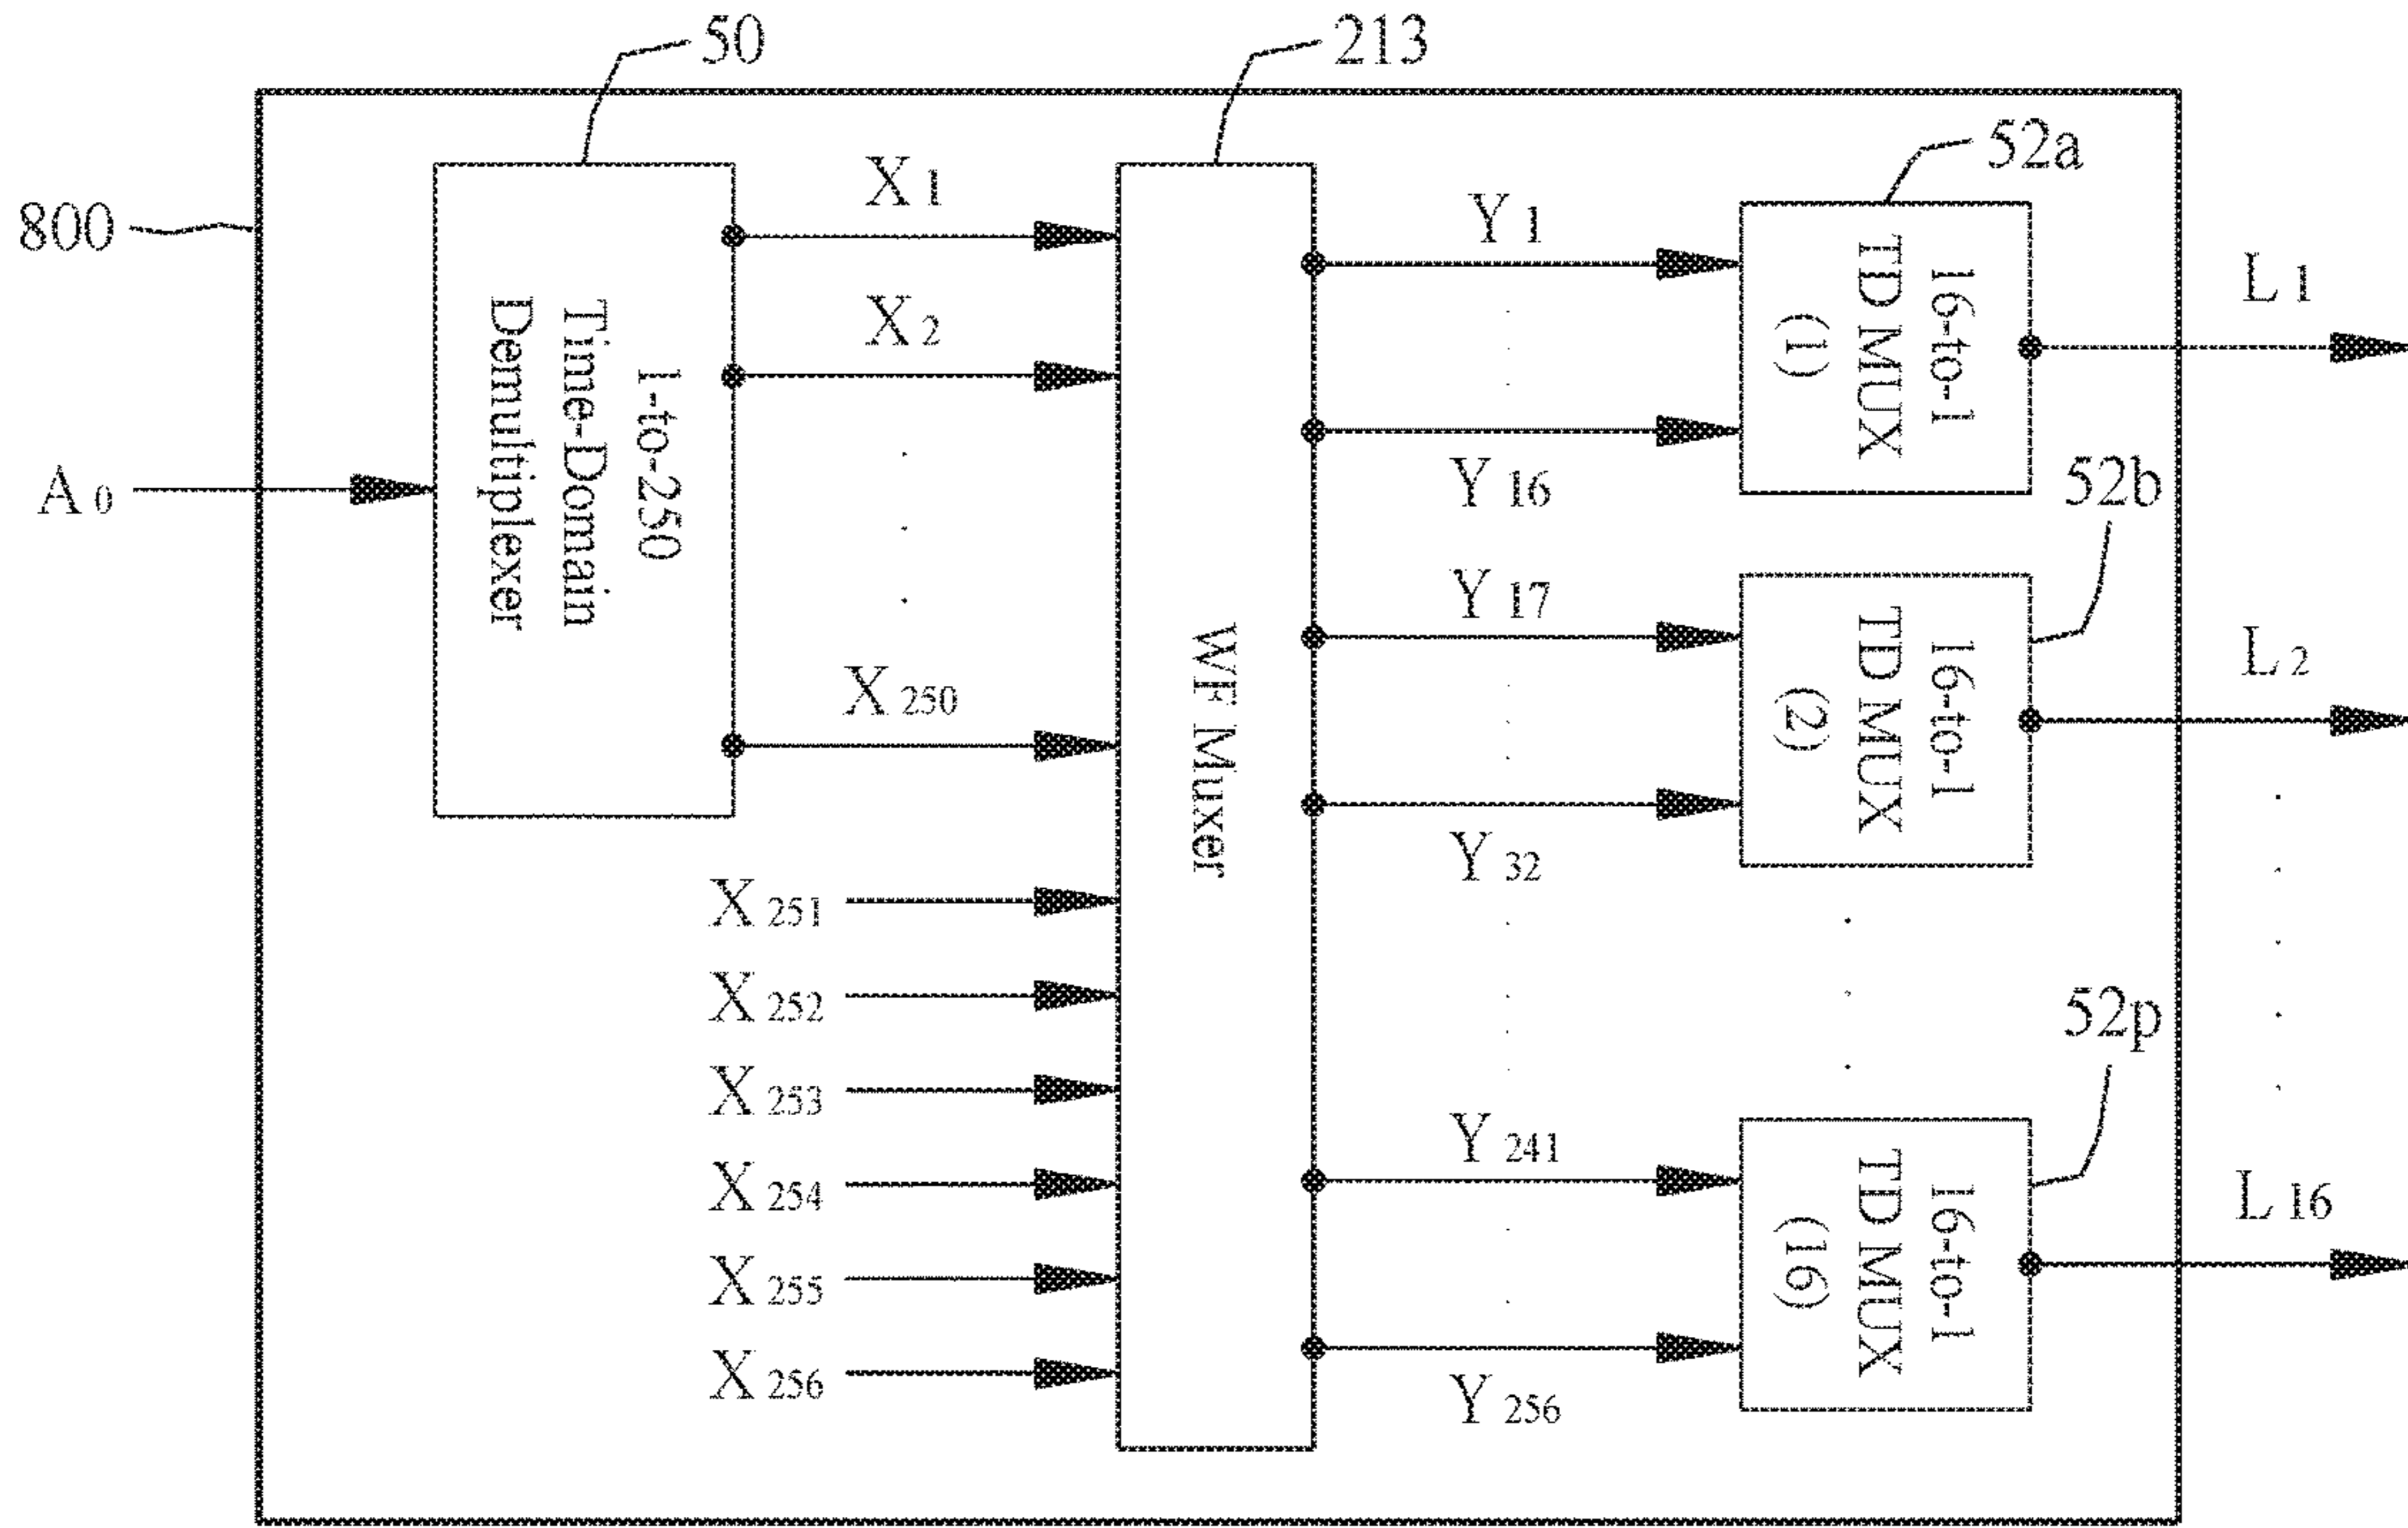 50
213
52a
800
A0
1-to-250
Time-Domain
Demultiplexer
X1
X2
X250
X251
X252
X253
X254
X255
X256
WF Muxer
Y1
Y16
Y17
Y32
Y241
Y256
16-to-1
TD MUX
(1)
52b
16-to-1
TD MUX
(2)
52p
16-to-1
TD MUX
(16)
L1
L2
L16